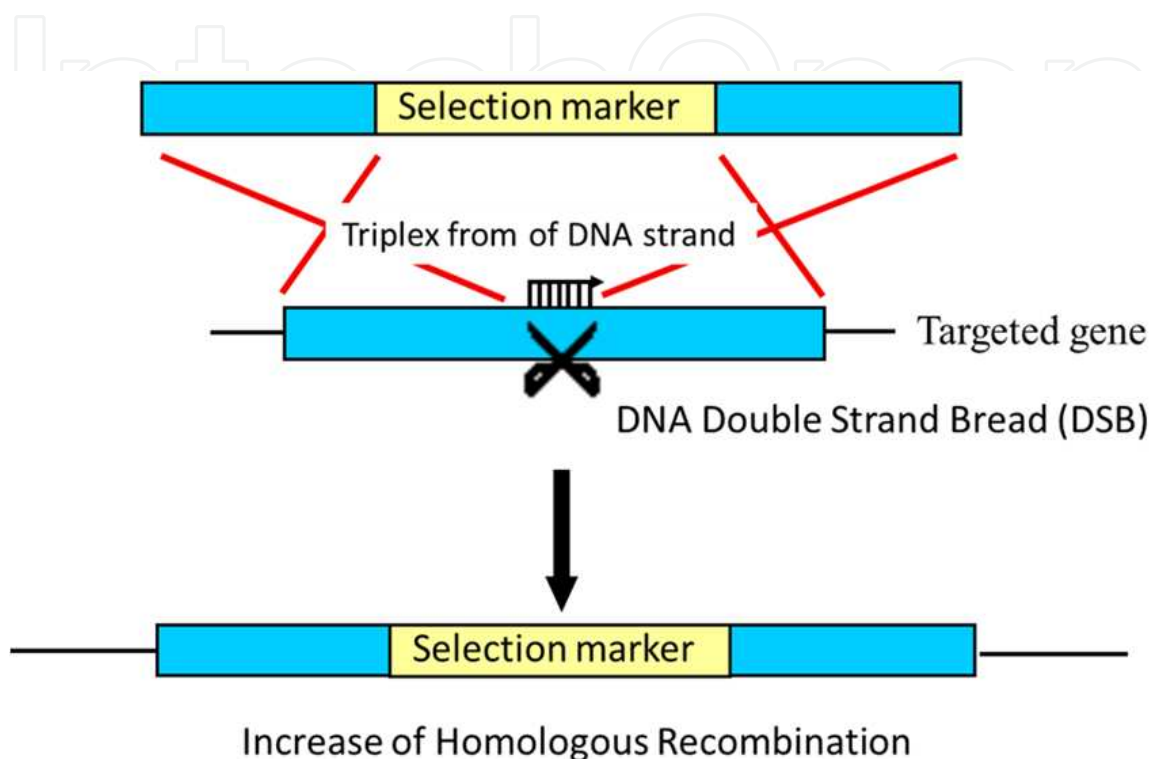 IntechOpen
Selection marker
Triplex from of DNA strand
Targeted gene
DNA Double Strand Bread (DSB)
Selection marker
Increase of Homologous Recombination